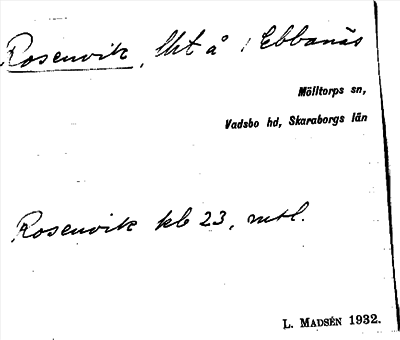 Rosenvik, lht å Ebbanäs
Mölltorps sn,
Vadsbo hd, Skaraborgs län
Rosenvik kb 23, mtl.
L. MADSÉN 1932.